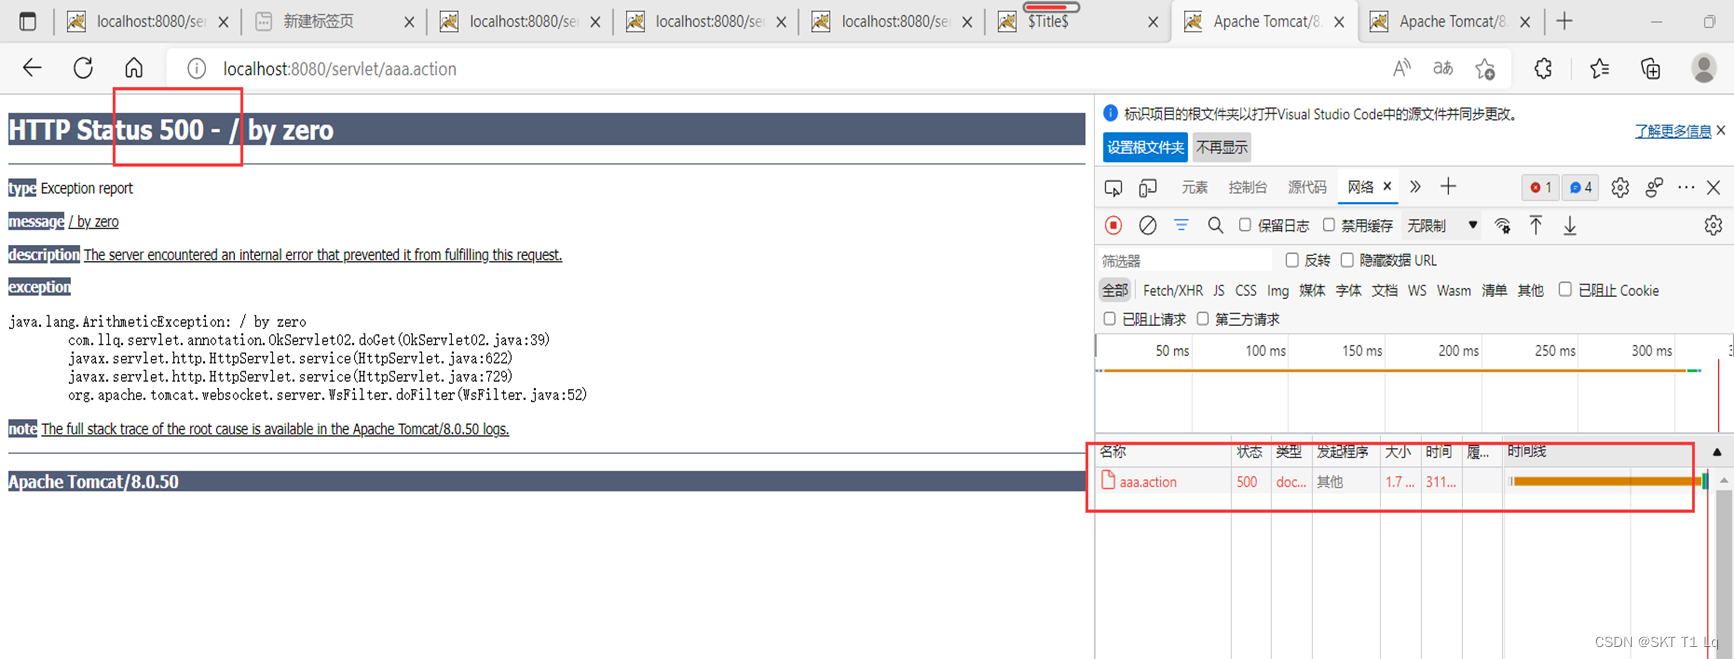 localhost:8080/ser
新建标签页
localhost:8080/ser
localhost:8080/se
localhost:8080/se
$Title$
Apache Tomcat/8.
Apache Tomcat/8
localhost:8080/servlet/aaa.action
HTTP Status 500 - / by zero
type Exception report
message / by zero
description The server encountered an internal error that prevented it from fulfilling this request.
exception
java.lang.ArithmeticException: / by zero
com.llq.servlet.annotation.OkServlet02.doGet(OkServlet02.java:39)
javax.servlet.http.HttpServlet.service(HttpServlet.java:622)
javax.servlet.http.HttpServlet.service(HttpServlet.java:729)
org.apache.tomcat.websocket.server.WsFilter.doFilter(WsFilter.java:52)
note The full stack trace of the root cause is available in the Apache Tomcat/8.0.50 logs.
Apache Tomcat/8.0.50
标识项目的根文件夹以打开Visual Studio Code中的源文件并同步更改。
了解更多信息
设置根文件夹 不再显示
元素 控制台 源代码 网络 1 4
保留日志 禁用缓存 无限制
筛选器 反转 隐藏数据 URL
全部 Fetch/XHR JS CSS Img 媒体 字体 文档 WS Wasm 清单 其他 已阻止 Cookie
已阻止请求 第三方请求
50 ms 100 ms 150 ms 200 ms 250 ms 300 ms
名称 状态 类型 发起程序 大小 时间 履... 时间线
aaa.action 500 doc... 其他 1.7 ... 311...
CSDN @SKT T1 Lq